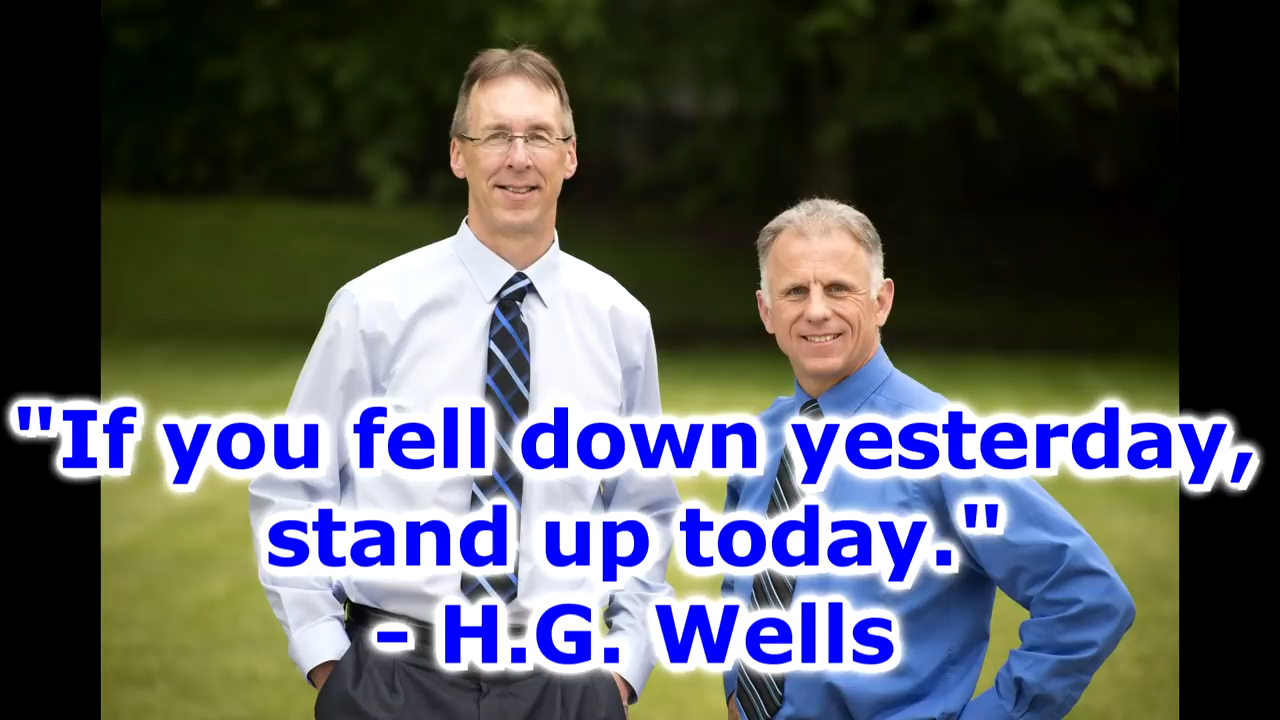 "If you fell down yesterday,
stand up today."
- H.G. Wells